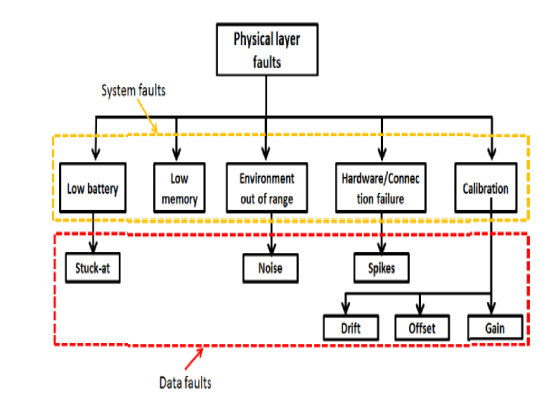 Physical layer
faults
System faults
Low battery
Low
memory
Environment
out of range
Hardware/Connec
tion failure
Calibration
Stuck-at
Noise
Spikes
Drift
Offset
Gain
Data faults